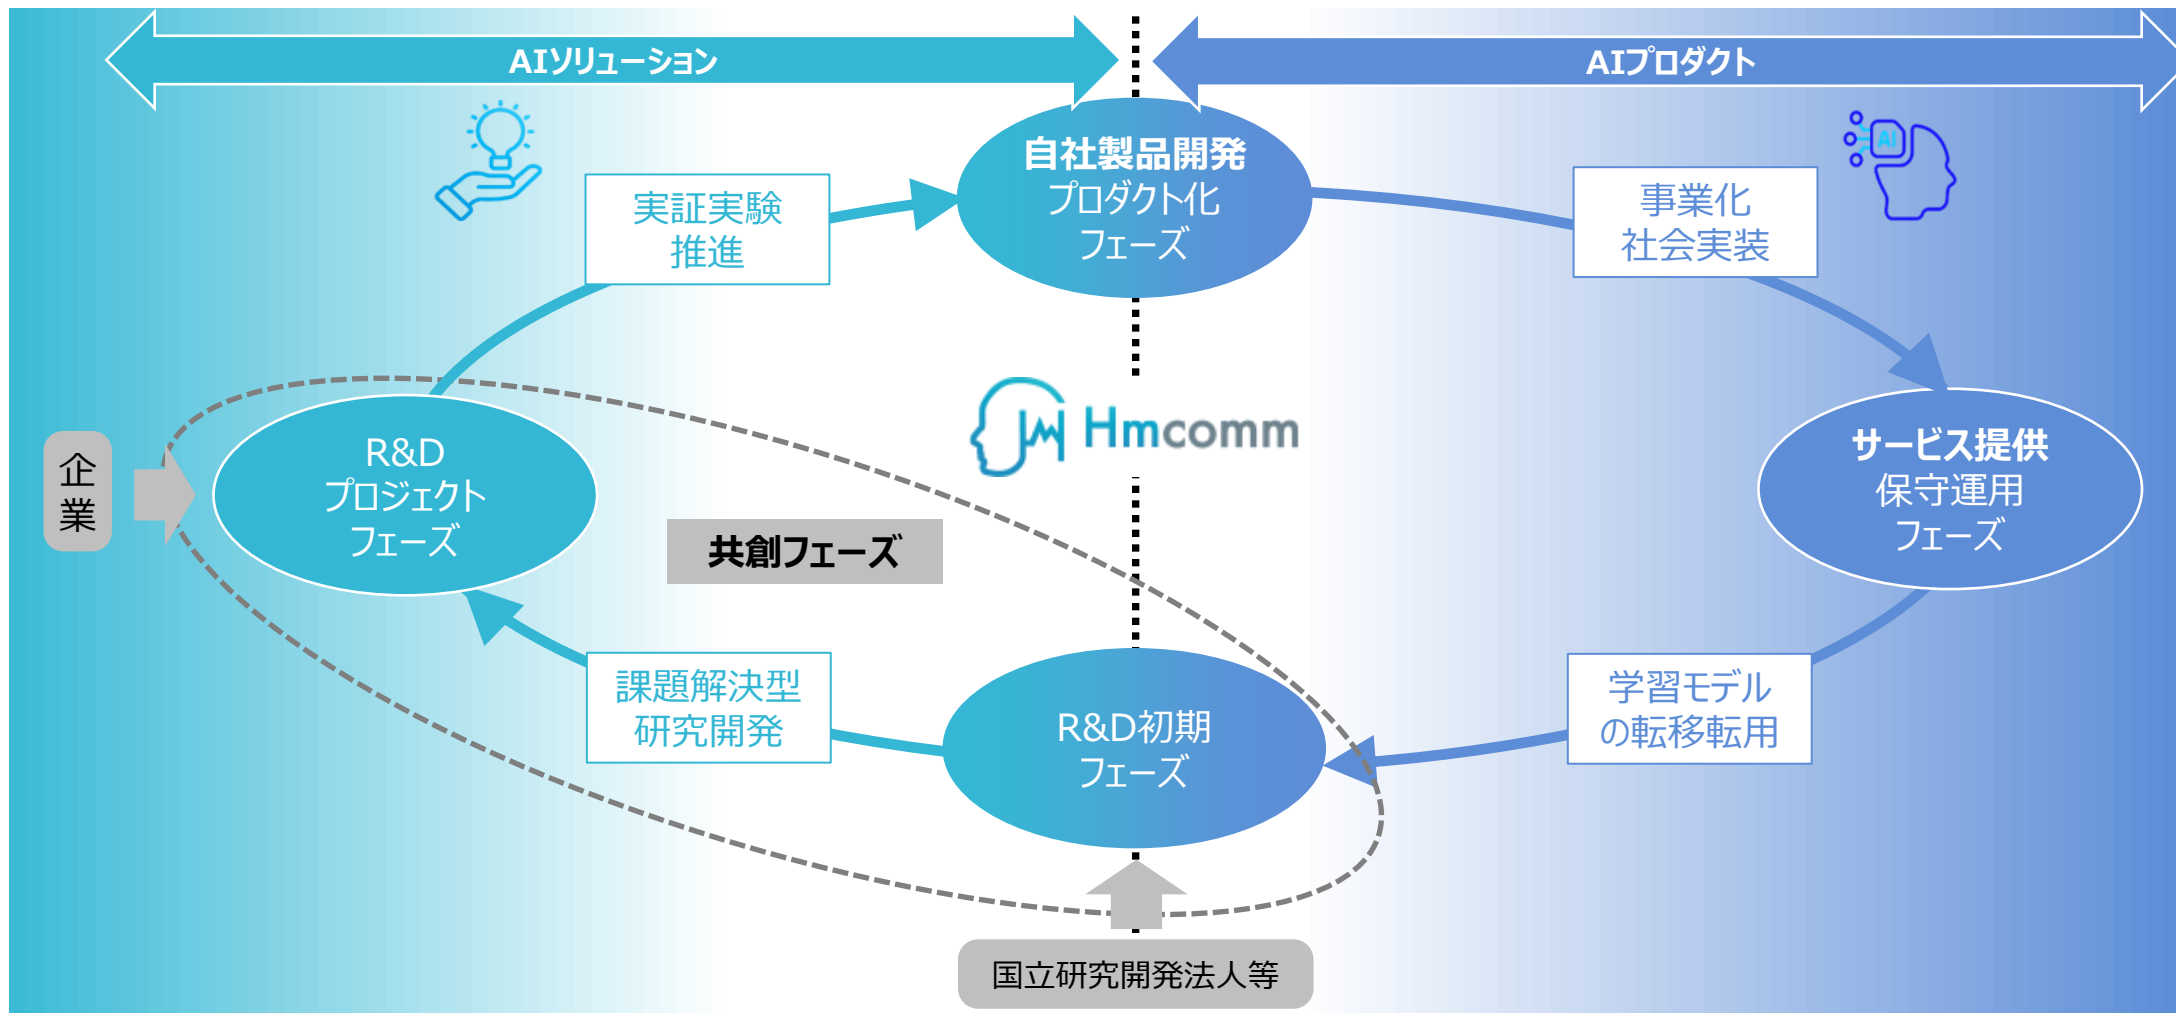 AIソリューション
AIプロダクト
自社製品開発
プロダクト化
フェーズ
AI
実証実験
推進
事業化
社会実装
Hmcomm
企
業
R&D
プロジェクト
フェーズ
サービス提供
保守運用
フェーズ
共創フェーズ
課題解決型
研究開発
R&D初期
フェーズ
学習モデル
の転移転用
国立研究開発法人等